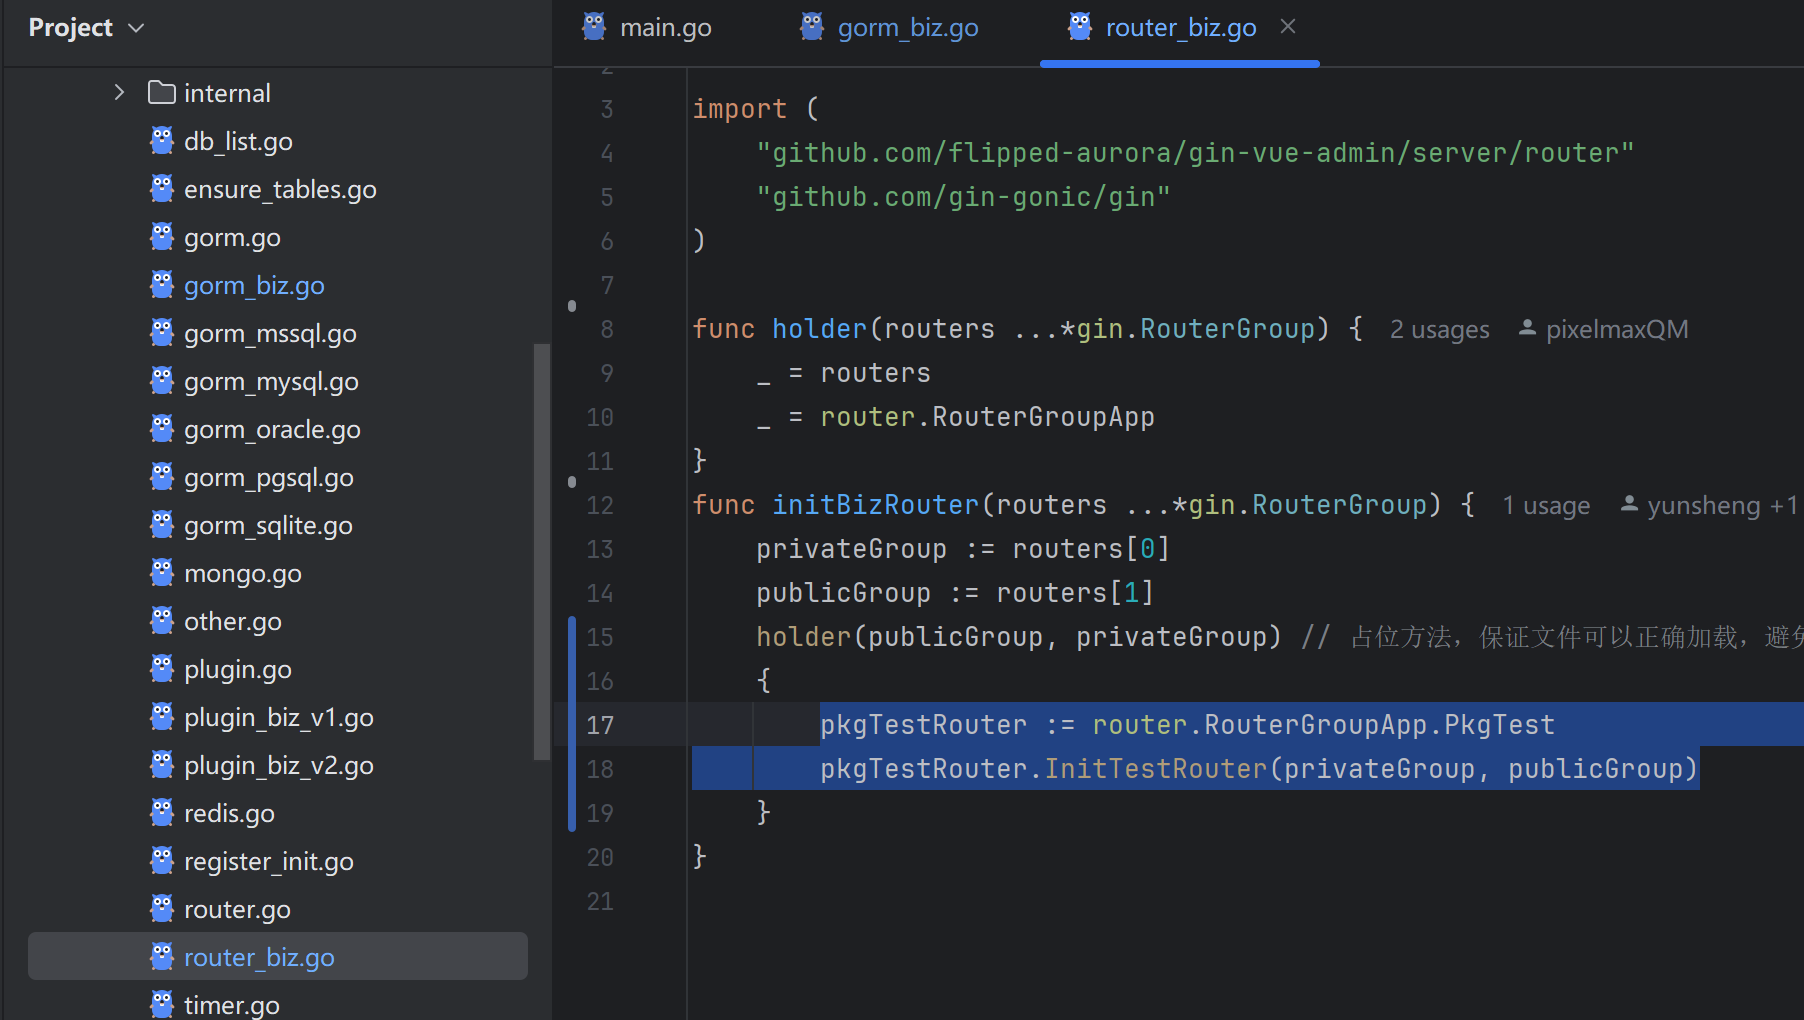 Project
internal
db_list.go
ensure_tables.go
gorm.go
gorm_biz.go
gorm_mssql.go
gorm_mysql.go
gorm_oracle.go
gorm_pgsql.go
gorm_sqlite.go
mongo.go
other.go
plugin.go
plugin_biz_v1.go
plugin_biz_v2.go
redis.go
register_init.go
router.go
router_biz.go
timer.go
main.go gorm_biz.go router_biz.go
2
3 import (
4 "github.com/flipped-aurora/gin-vue-admin/server/router"
5 "github.com/gin-gonic/gin"
6 )
7
8 func holder(routers ...*gin.RouterGroup) { 2 usages pixelmaxQM
9 _ = routers
10 _ = router.RouterGroupApp
11 }
12 func initBizRouter(routers ...*gin.RouterGroup) { 1 usage yunsheng +1
13 privateGroup := routers[0]
14 publicGroup := routers[1]
15 holder(publicGroup, privateGroup) // 占位方法，保证文件可以正确加载，避免
16 {
17 pkgTestRouter := router.RouterGroupApp.PkgTest
18 pkgTestRouter.InitTestRouter(privateGroup, publicGroup)
19 }
20 }
21